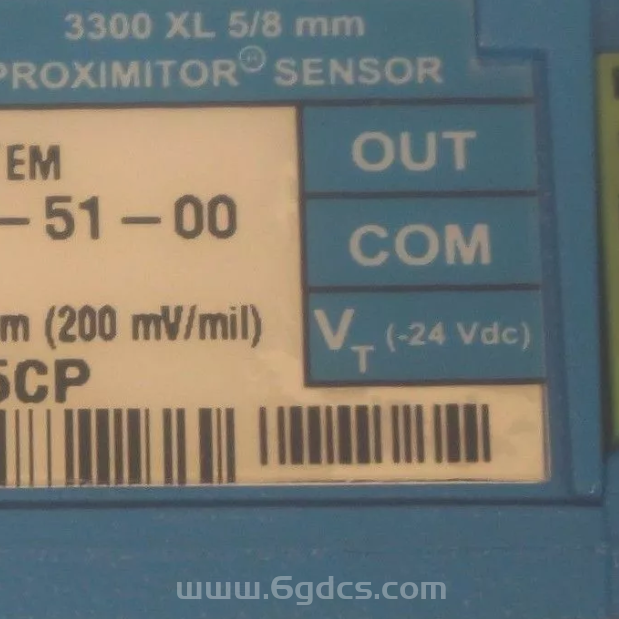 3300 XL 5/8 mm
PROXIMITOR® SENSOR
OUT
COM
VT (-24 Vdc)
EM
- 51 - 00
m (200 mV/mil)
5CP
www.6gdcs.com